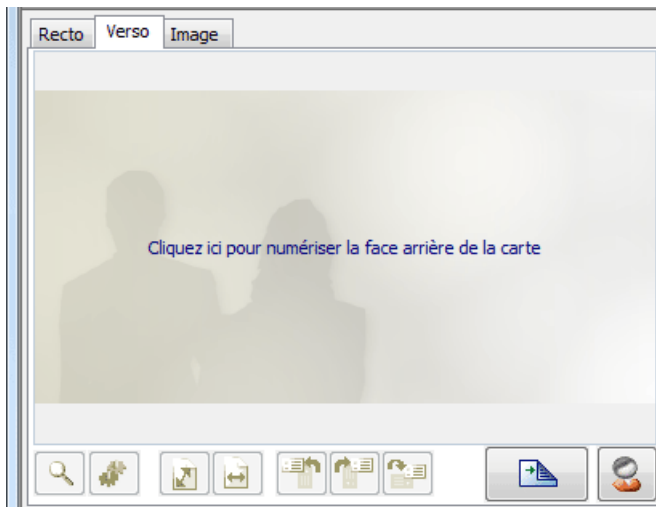 Recto Verso Image
Cliquez ici pour numériser la face arrière de la carte